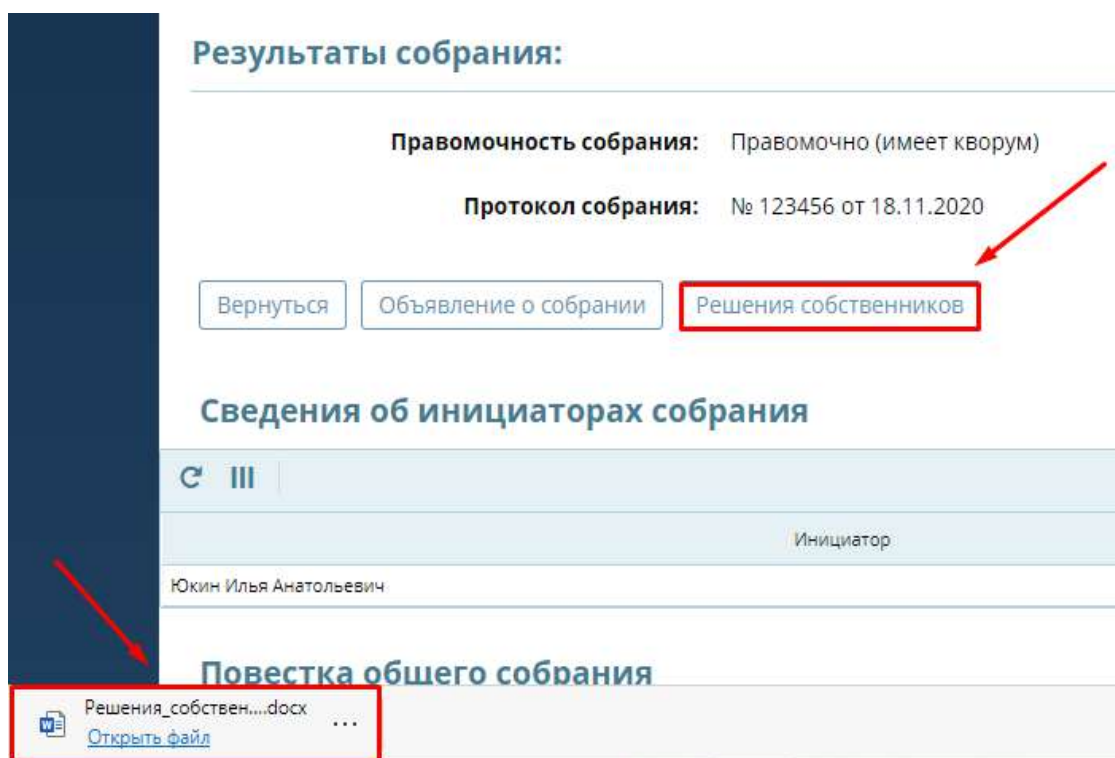 Результаты собрания:
Правомочность собрания: Правомочно (имеет кворум)
Протокол собрания: № 123456 от 18.11.2020
Вернуться Объявление о собрании Решения собственников
Сведения об инициаторах собрания
Инициатор
Юкин Илья Анатольевич
Повестка общего собрания
Решения_собствен....docx
Открыть файл